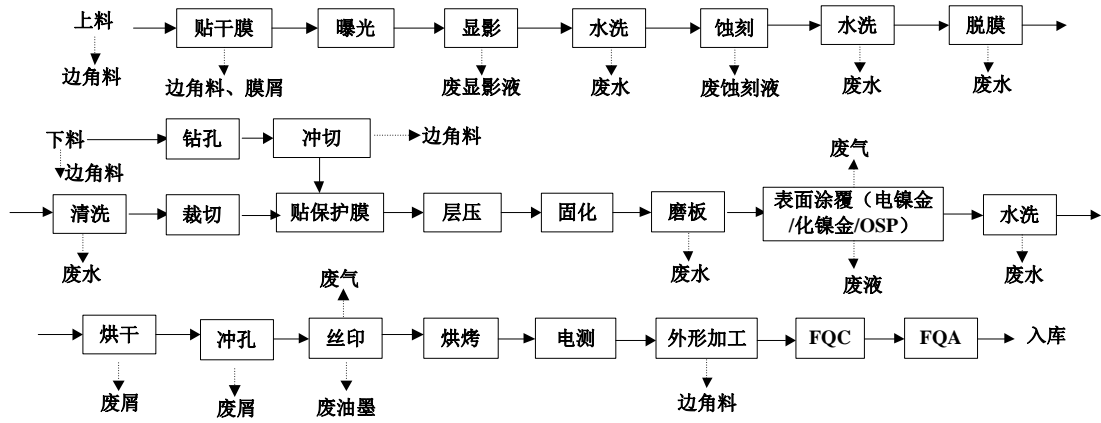 上料 贴干膜 曝光 显影 水洗 蚀刻 水洗 脱膜
边角料 边角料、膜屑 废显影液 废水 废蚀刻液 废水 废水
下料 钻孔 冲切 边角料
边角料 废气
清洗 裁切 贴保护膜 层压 固化 磨板 表面涂覆（电镍金 水洗
/化镍金/OSP）
废水 废水 废液 废水
废气
烘干 冲孔 丝印 烘烤 电测 外形加工 FQC FQA 入库
废屑 废屑 废油墨 边角料